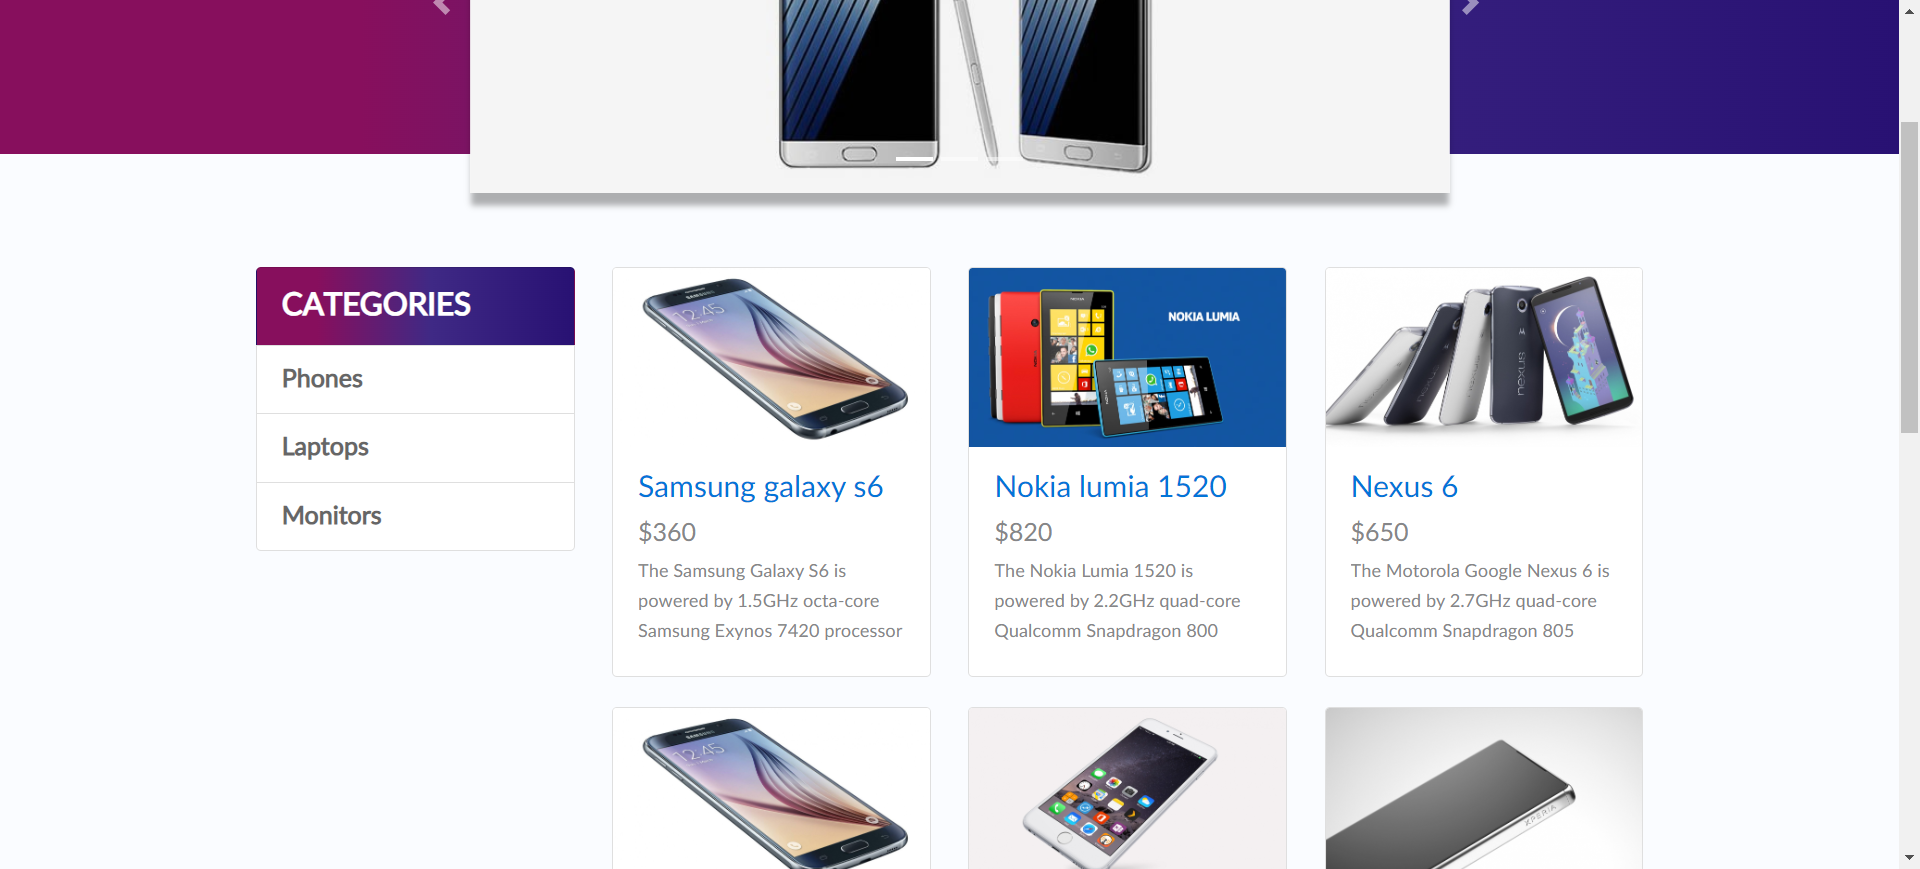 CATEGORIES
Phones
Laptops
Monitors
SAMSUNG
12:45
Samsung galaxy s6
$360
The Samsung Galaxy S6 is
powered by 1.5GHz octa-core
Samsung Exynos 7420 processor
NOKIA LUMIA
NOKIA
Nokia lumia 1520
$820
The Nokia Lumia 1520 is
powered by 2.2GHz quad-core
Qualcomm Snapdragon 800
nexus
Nexus 6
$650
The Motorola Google Nexus 6 is
powered by 2.7GHz quad-core
Qualcomm Snapdragon 805
SAMSUNG
12:45
XPERIA